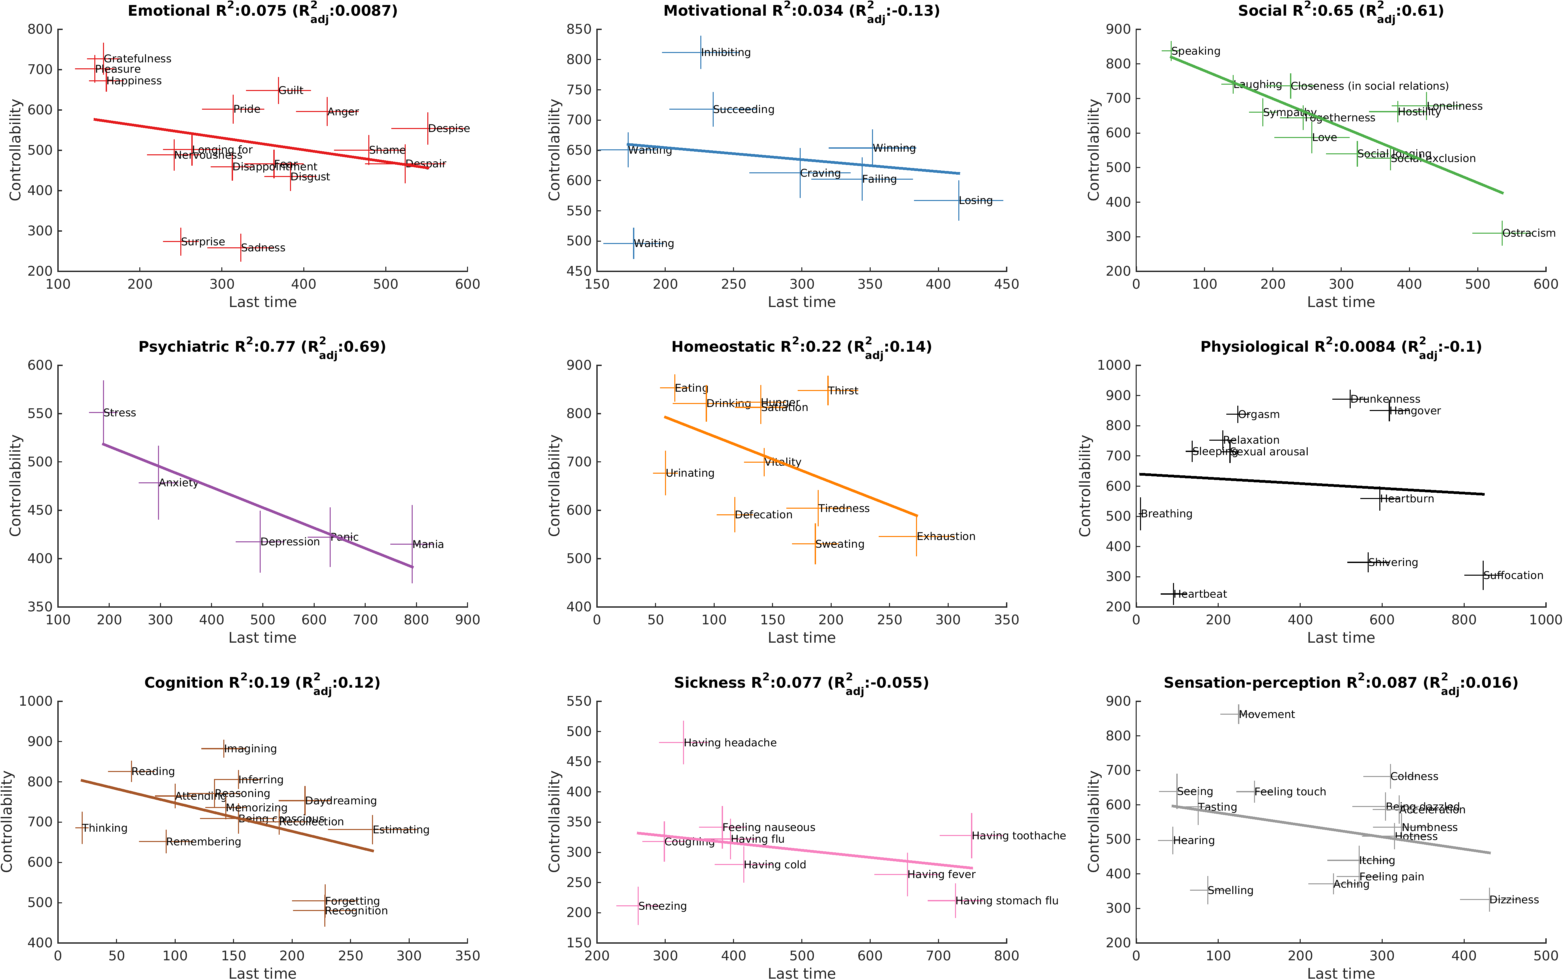 Emotional R²:0.075 (R²adj:0.0087)
Controllability
800
700
600
500
400
300
200
Gratefulness
Pleasure
Happiness
Guilt
Pride
Anger
Despise
Longing for
Shame
Nervousness
Fear
Despair
Disappointment
Disgust
Surprise
Sadness
100 200 300 400 500 600
Last time
Motivational R²:0.034 (R²adj:-0.13)
Controllability
850
800
750
700
650
600
550
500
450
Inhibiting
Succeeding
Wanting
Winning
Craving
Failing
Losing
Waiting
150 200 250 300 350 400 450
Last time
Social R²:0.65 (R²adj:0.61)
Controllability
900
800
700
600
500
400
300
200
Speaking
Laughing
Closeness (in social relations)
Loneliness
Sympathy
Hostility
Togetherness
Love
Social longing
Social exclusion
Ostracism
0 100 200 300 400 500 600
Last time
Psychiatric R²:0.77 (R²adj:0.69)
Controllability
600
550
500
450
400
350
Stress
Anxiety
Depression
Panic
Mania
100 200 300 400 500 600 700 800 900
Last time
Homeostatic R²:0.22 (R²adj:0.14)
Controllability
900
800
700
600
500
400
Eating
Thirst
Drinking
Hunger
Satiation
Vitality
Urinating
Tiredness
Defecation
Sweating
Exhaustion
0 50 100 150 200 250 300 350
Last time
Physiological R²:0.0084 (R²adj:-0.1)
Controllability
1000
900
800
700
600
500
400
300
200
Drunkenness
Hangover
Orgasm
Relaxation
Sleeping
Sexual arousal
Heartburn
Breathing
Shivering
Suffocation
Heartbeat
0 200 400 600 800 1000
Last time
Cognition R²:0.19 (R²adj:0.12)
Controllability
1000
900
800
700
600
500
400
Imagining
Reading
Inferring
Reasoning
Attending
Daydreaming
Memorizing
Being conscious
Recollection
Thinking
Estimating
Remembering
Forgetting
Recognition
0 50 100 150 200 250 300 350
Last time
Sickness R²:0.077 (R²adj:-0.055)
Controllability
550
500
450
400
350
300
250
200
150
Having headache
Feeling nauseous
Having toothache
Coughing
Having flu
Having cold
Having fever
Having stomach flu
Sneezing
200 300 400 500 600 700 800
Last time
Sensation-perception R²:0.087 (R²adj:0.016)
Controllability
900
800
700
600
500
400
300
200
Movement
Coldness
Seeing
Feeling touch
Tasting
Being dazzled
Acceleration
Numbness
Hearing
Hotness
Itching
Feeling pain
Aching
Smelling
Dizziness
0 100 200 300 400 500
Last time